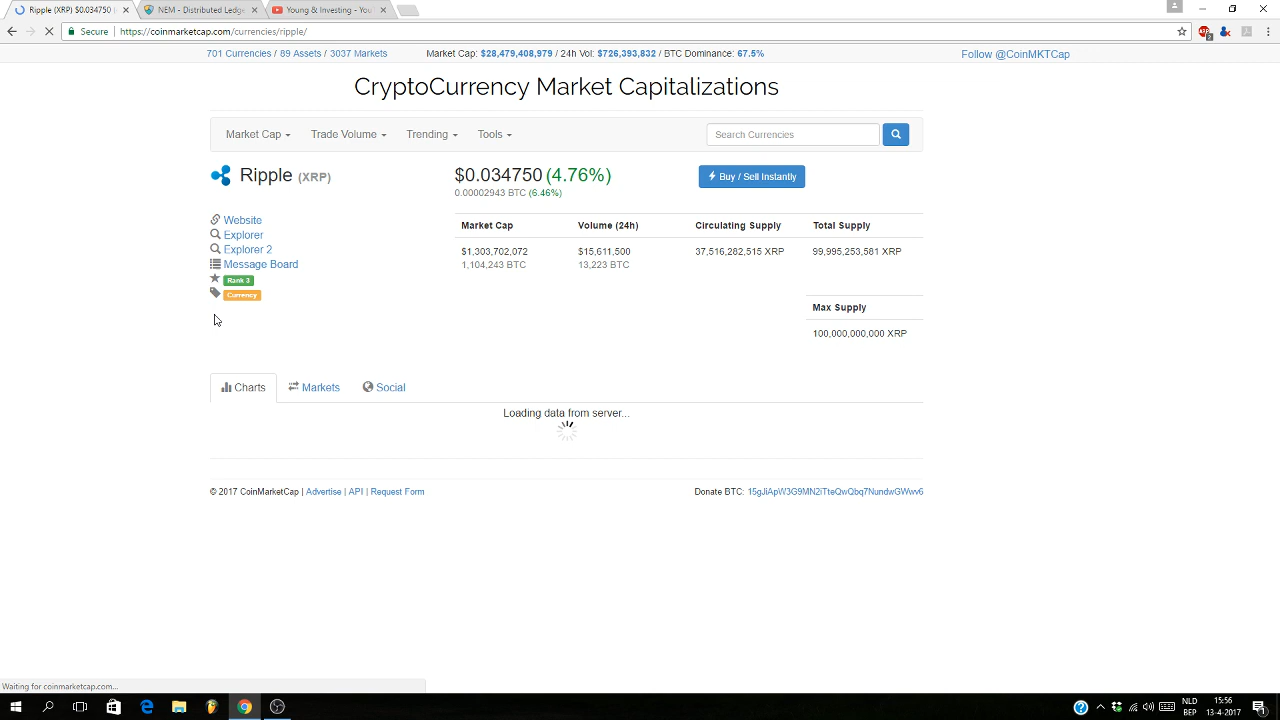 Ripple (XRP) $0.034750
NEM - Distributed Ledge
Young & Investing - You
Secure
https://coinmarketcap.com/currencies/ripple/
701 Currencies / 89 Assets / 3037 Markets
Market Cap: $28,479,408,979 / 24h Vol: $726,393,832 / BTC Dominance: 67.5%
Follow @CoinMKTCap
CryptoCurrency Market Capitalizations
Market Cap
Trade Volume
Trending
Tools
Search Currencies
Ripple (XRP)
$0.034750 (4.76%)
0.00002943 BTC (6.46%)
Buy / Sell Instantly
Website
Explorer
Explorer 2
Message Board
Rank 3
Currency
Market Cap
Volume (24h)
Circulating Supply
Total Supply
$1,303,702,072
$15,611,500
37,516,282,515 XRP
99,995,253,581 XRP
1,104,243 BTC
13,223 BTC
Max Supply
100,000,000,000 XRP
Charts
Markets
Social
Loading data from server...
© 2017 CoinMarketCap | Advertise | API | Request Form
Donate BTC: 15gJiApW3G9MN2iTteQwQbq7NundwGWwv6
Waiting for coinmarketcap.com...
NLD
BEP
15:56
13-4-2017